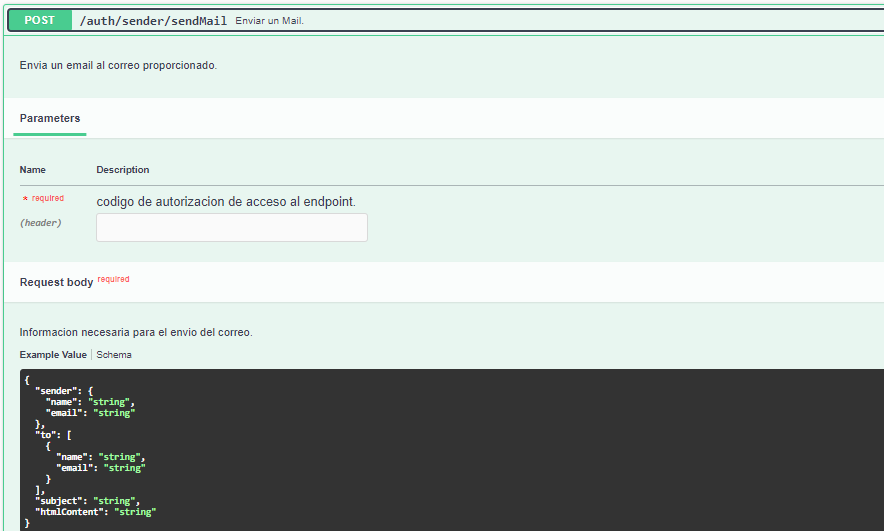 POST /auth/sender/sendMail Enviar un Mail.
Envia un email al correo proporcionado.
Parameters
Name Description
* required codigo de autorizacion de acceso al endpoint.
(header)
Request body required
Informacion necesaria para el envio del correo.
Example Value | Schema
{
  "sender": {
    "name": "string",
    "email": "string"
  },
  "to": [
    {
      "name": "string",
      "email": "string"
    }
  ],
  "subject": "string",
  "htmlContent": "string"
}